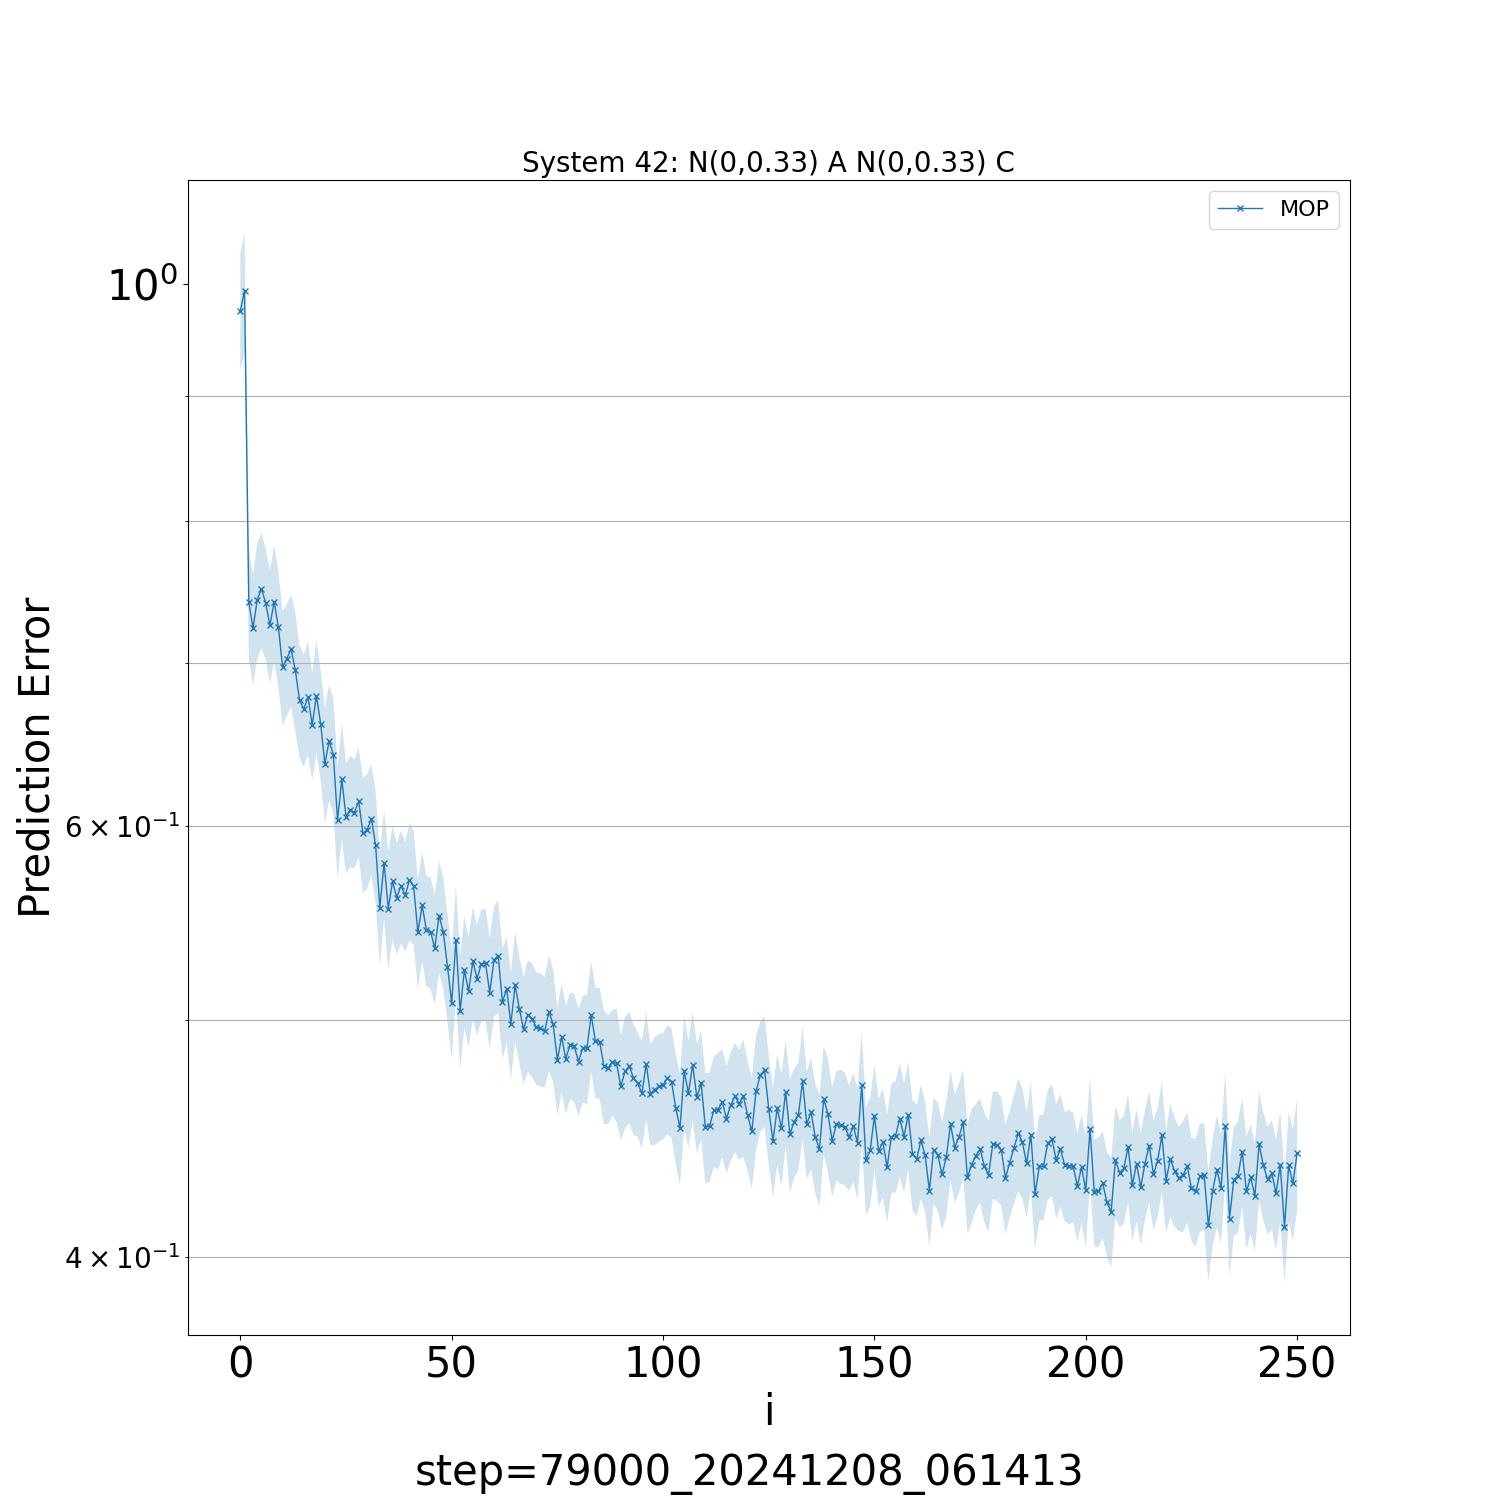 System 42: N(0,0.33) A N(0,0.33) C
MOP
10⁰
6 × 10⁻¹
4 × 10⁻¹
Prediction Error
0 50 100 150 200 250
i
step=79000_20241208_061413